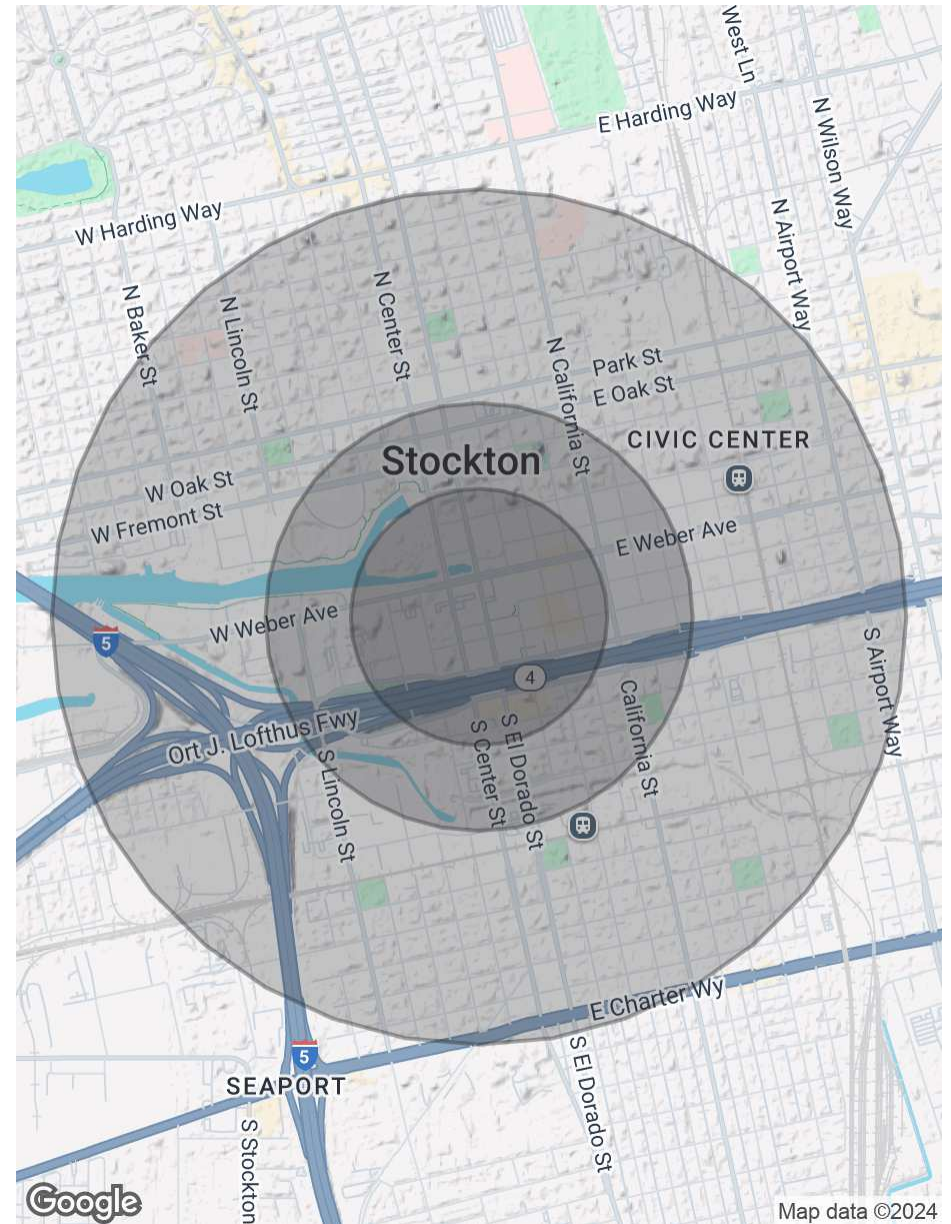 West Ln
E Harding Way
N Wilson Way
W Harding Way
N Airport Way
N Baker St
N Lincoln St
N Center St
N California St
Park St
E Oak St
CIVIC CENTER
Stockton
W Oak St
W Fremont St
E Weber Ave
W Weber Ave
5
4
S Airport Way
California St
Ort J. Lofthus Fwy
S Center St
S El Dorado St
S Lincoln St
E Charter Wy
5
SEAPORT
S El Dorado St
S Stockton
Google
Map data ©2024